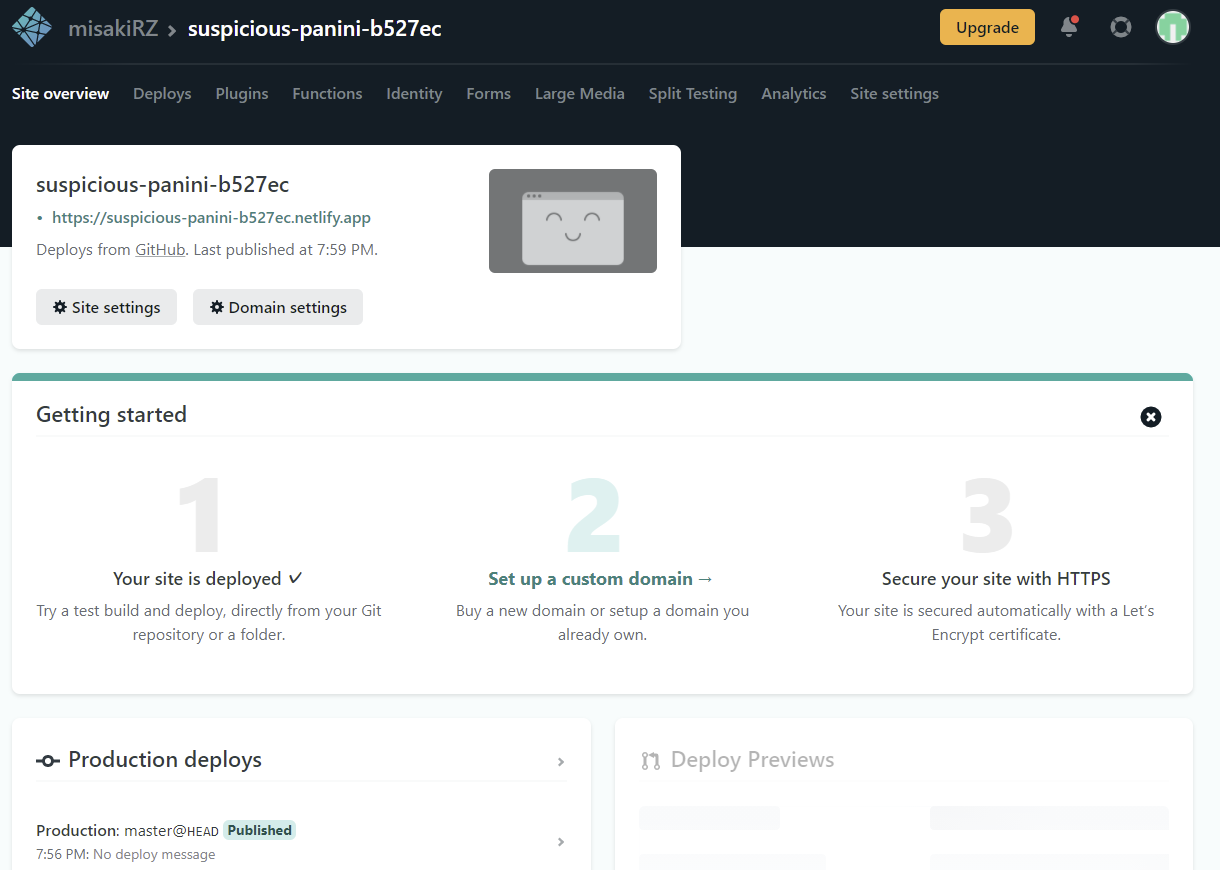 misakiRZ > suspicious-panini-b527ec
Upgrade
Site overview Deploys Plugins Functions Identity Forms Large Media Split Testing Analytics Site settings
suspicious-panini-b527ec
• https://suspicious-panini-b527ec.netlify.app
Deploys from GitHub. Last published at 7:59 PM.
Site settings
Domain settings
Getting started
1
Your site is deployed ✓
Try a test build and deploy, directly from your Git
repository or a folder.
2
Set up a custom domain →
Buy a new domain or setup a domain you
already own.
3
Secure your site with HTTPS
Your site is secured automatically with a Let’s
Encrypt certificate.
Production deploys
Production: master@HEAD Published
7:56 PM: No deploy message
Deploy Previews